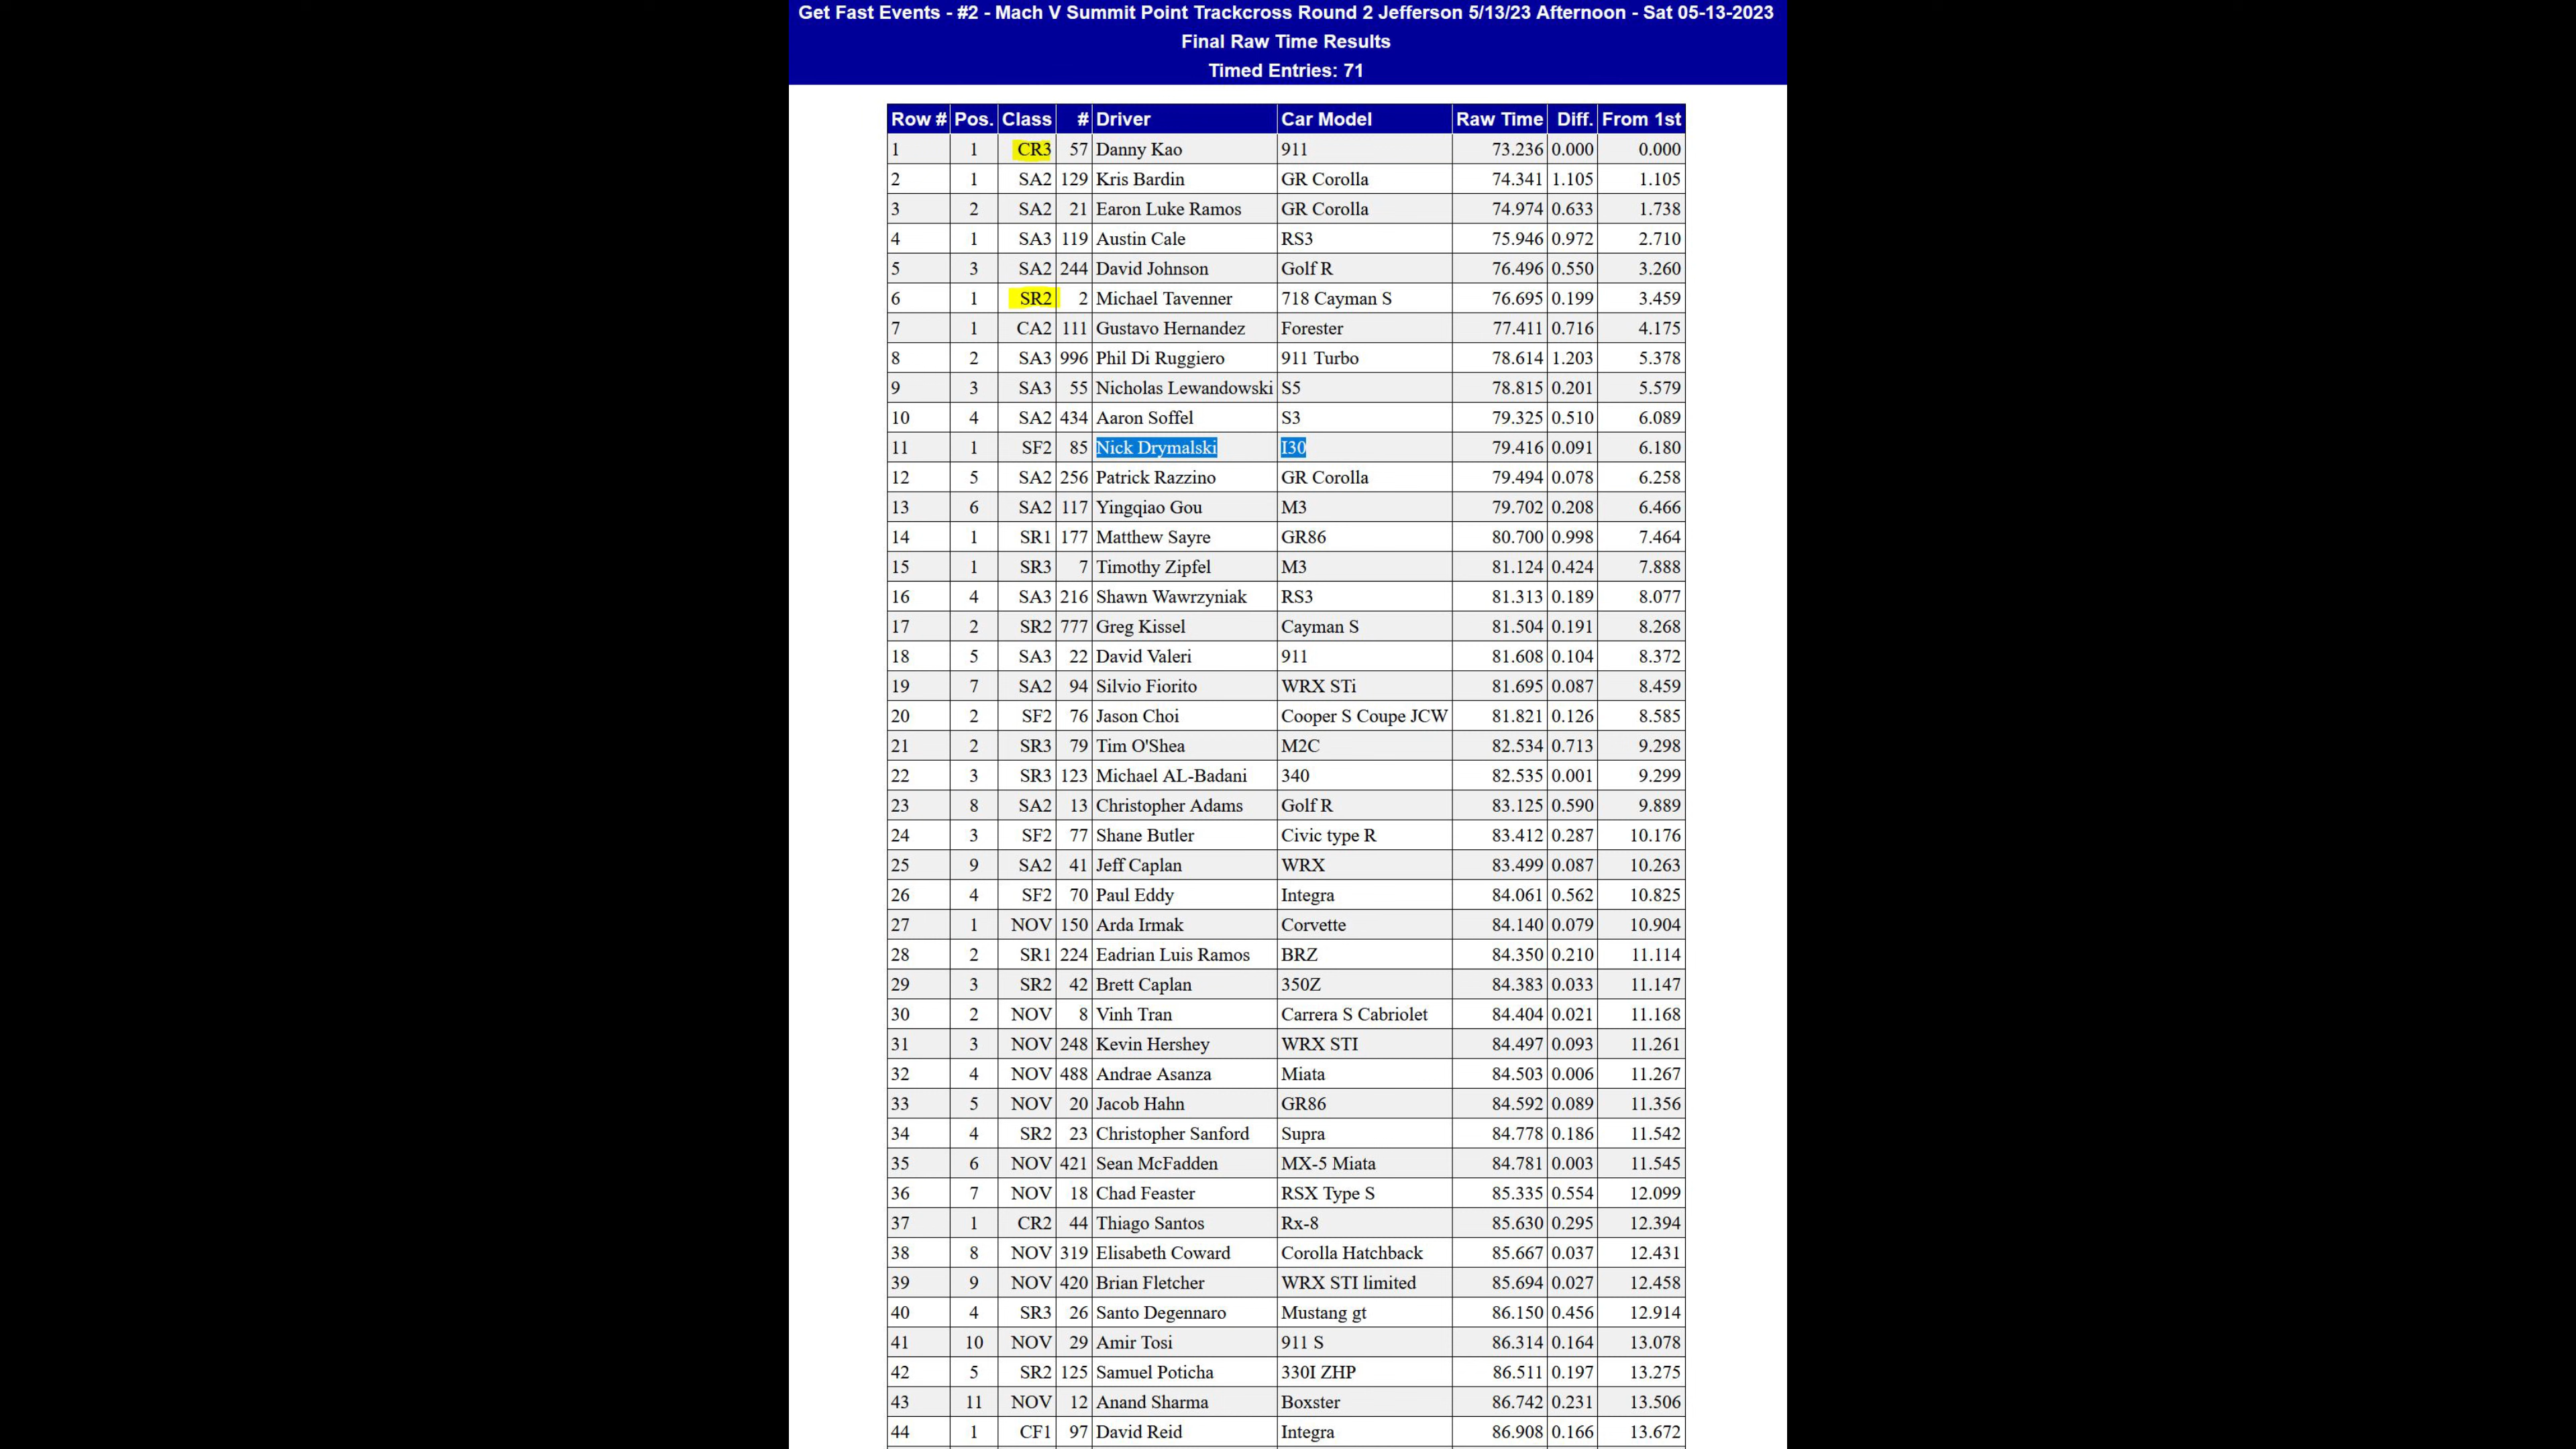 Get Fast Events - #2 - Mach V Summit Point Trackcross Round 2 Jefferson 5/13/23 Afternoon - Sat 05-13-2023
Final Raw Time Results
Timed Entries: 71
Row # Pos. Class # Driver Car Model Raw Time Diff. From 1st
1 1 CR3 57 Danny Kao 911 73.236 0.000 0.000
2 1 SA2 129 Kris Bardin GR Corolla 74.341 1.105 1.105
3 2 SA2 21 Earon Luke Ramos GR Corolla 74.974 0.633 1.738
4 1 SA3 119 Austin Cale RS3 75.946 0.972 2.710
5 3 SA2 244 David Johnson Golf R 76.496 0.550 3.260
6 1 SR2 2 Michael Tavenner 718 Cayman S 76.695 0.199 3.459
7 1 CA2 111 Gustavo Hernandez Forester 77.411 0.716 4.175
8 2 SA3 996 Phil Di Ruggiero 911 Turbo 78.614 1.203 5.378
9 3 SA3 55 Nicholas Lewandowski S5 78.815 0.201 5.579
10 4 SA2 434 Aaron Soffel S3 79.325 0.510 6.089
11 1 SF2 85 Nick Drymalski I30 79.416 0.091 6.180
12 5 SA2 256 Patrick Razzino GR Corolla 79.494 0.078 6.258
13 6 SA2 117 Yingqiao Gou M3 79.702 0.208 6.466
14 1 SR1 177 Matthew Sayre GR86 80.700 0.998 7.464
15 1 SR3 7 Timothy Zipfel M3 81.124 0.424 7.888
16 4 SA3 216 Shawn Wawrzyniak RS3 81.313 0.189 8.077
17 2 SR2 777 Greg Kissel Cayman S 81.504 0.191 8.268
18 5 SA3 22 David Valeri 911 81.608 0.104 8.372
19 7 SA2 94 Silvio Fiorito WRX STi 81.695 0.087 8.459
20 2 SF2 76 Jason Choi Cooper S Coupe JCW 81.821 0.126 8.585
21 2 SR3 79 Tim O'Shea M2C 82.534 0.713 9.298
22 3 SR3 123 Michael AL-Badani 340 82.535 0.001 9.299
23 8 SA2 13 Christopher Adams Golf R 83.125 0.590 9.889
24 3 SF2 77 Shane Butler Civic type R 83.412 0.287 10.176
25 9 SA2 41 Jeff Caplan WRX 83.499 0.087 10.263
26 4 SF2 70 Paul Eddy Integra 84.061 0.562 10.825
27 1 NOV 150 Arda Irmak Corvette 84.140 0.079 10.904
28 2 SR1 224 Eadrian Luis Ramos BRZ 84.350 0.210 11.114
29 3 SR2 42 Brett Caplan 350Z 84.383 0.033 11.147
30 2 NOV 8 Vinh Tran Carrera S Cabriolet 84.404 0.021 11.168
31 3 NOV 248 Kevin Hershey WRX STI 84.497 0.093 11.261
32 4 NOV 488 Andrae Asanza Miata 84.503 0.006 11.267
33 5 NOV 20 Jacob Hahn GR86 84.592 0.089 11.356
34 4 SR2 23 Christopher Sanford Supra 84.778 0.186 11.542
35 6 NOV 421 Sean McFadden MX-5 Miata 84.781 0.003 11.545
36 7 NOV 18 Chad Feaster RSX Type S 85.335 0.554 12.099
37 1 CR2 44 Thiago Santos Rx-8 85.630 0.295 12.394
38 8 NOV 319 Elisabeth Coward Corolla Hatchback 85.667 0.037 12.431
39 9 NOV 420 Brian Fletcher WRX STI limited 85.694 0.027 12.458
40 4 SR3 26 Santo Degennaro Mustang gt 86.150 0.456 12.914
41 10 NOV 29 Amir Tosi 911 S 86.314 0.164 13.078
42 5 SR2 125 Samuel Poticha 330I ZHP 86.511 0.197 13.275
43 11 NOV 12 Anand Sharma Boxster 86.742 0.231 13.506
44 1 CF1 97 David Reid Integra 86.908 0.166 13.672